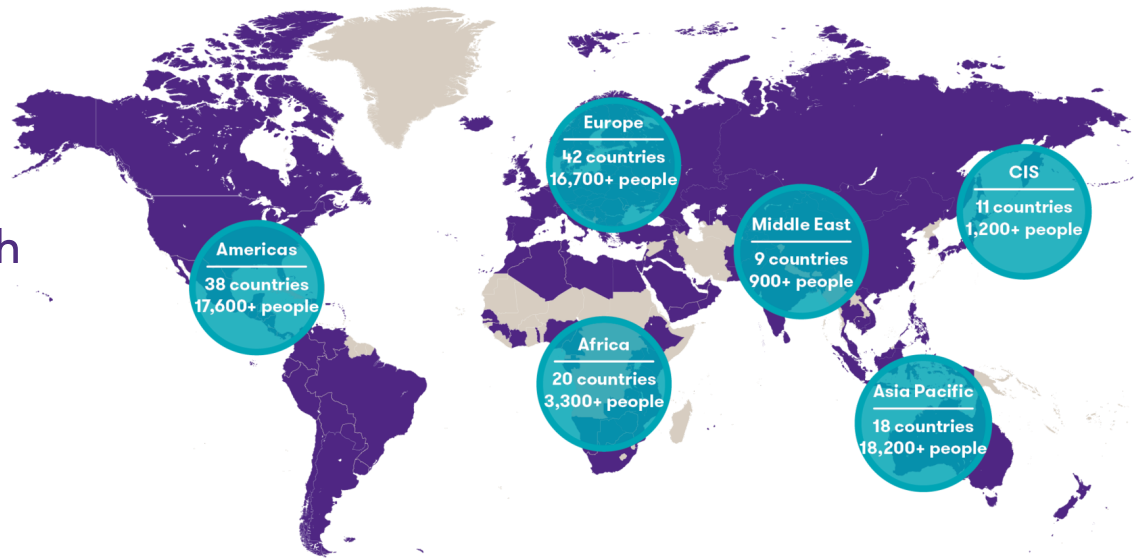 h
Europe
42 countries
16,700+ people
CIS
11 countries
1,200+ people
Middle East
9 countries
900+ people
Americas
38 countries
17,600+ people
Africa
20 countries
3,300+ people
Asia Pacific
18 countries
18,200+ people